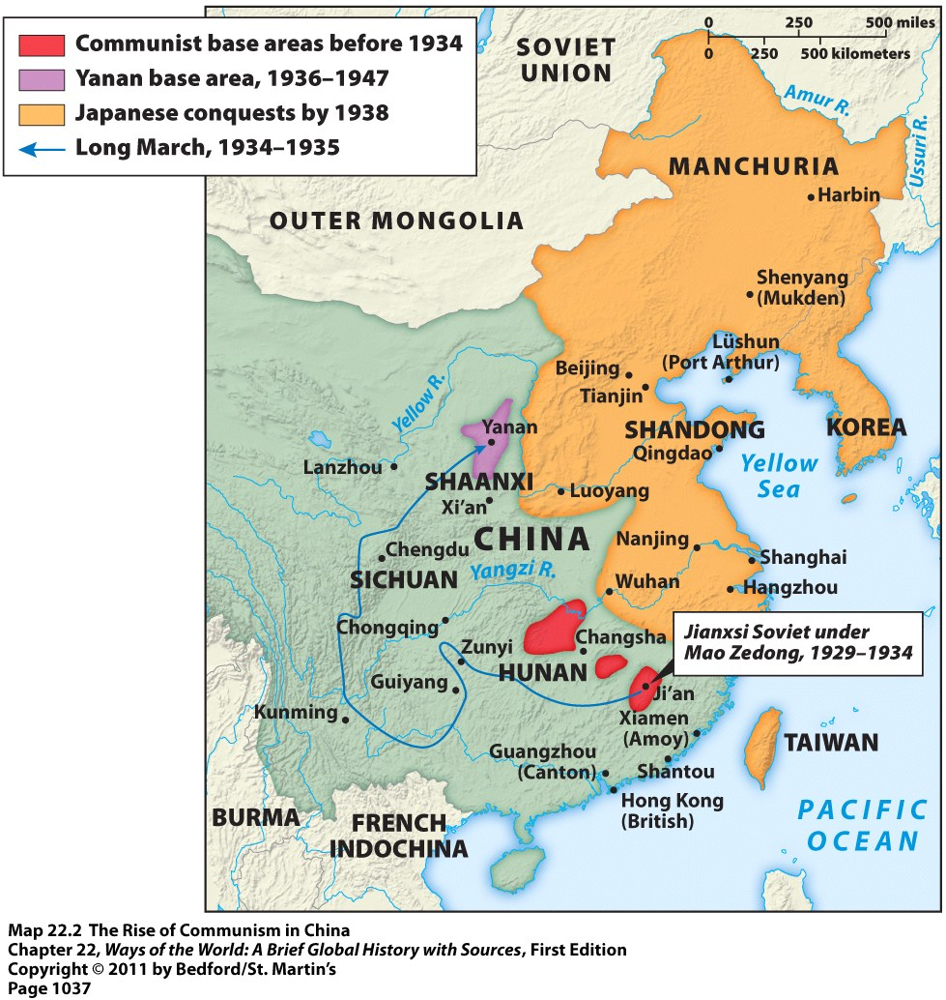 Communist base areas before 1934
Yanan base area, 1936–1947
Japanese conquests by 1938
Long March, 1934–1935
0 250 500 miles
0 250 500 kilometers
SOVIET
UNION
Amur R.
Ussuri R.
MANCHURIA
Harbin
OUTER MONGOLIA
Shenyang
(Mukden)
Lüshun
(Port Arthur)
Beijing
Tianjin
Yellow R.
Yanan
SHANDONG
Qingdao
KOREA
Yellow
Sea
Lanzhou
SHAANXI
Xi’an
Luoyang
CHINA
Nanjing
Shanghai
Chengdu
SICHUAN
Yangzi R.
Wuhan
Hangzhou
Chongqing
Changsha
Jianxsi Soviet under
Mao Zedong, 1929–1934
Zunyi
HUNAN
Guiyang
Ji’an
Kunming
Xiamen
(Amoy)
TAIWAN
Guangzhou
(Canton)
Shantou
Hong Kong
(British)
BURMA
FRENCH
INDOCHINA
PACIFIC
OCEAN
Map 22.2 The Rise of Communism in China
Chapter 22, Ways of the World: A Brief Global History with Sources, First Edition
Copyright © 2011 by Bedford/St. Martin’s
Page 1037